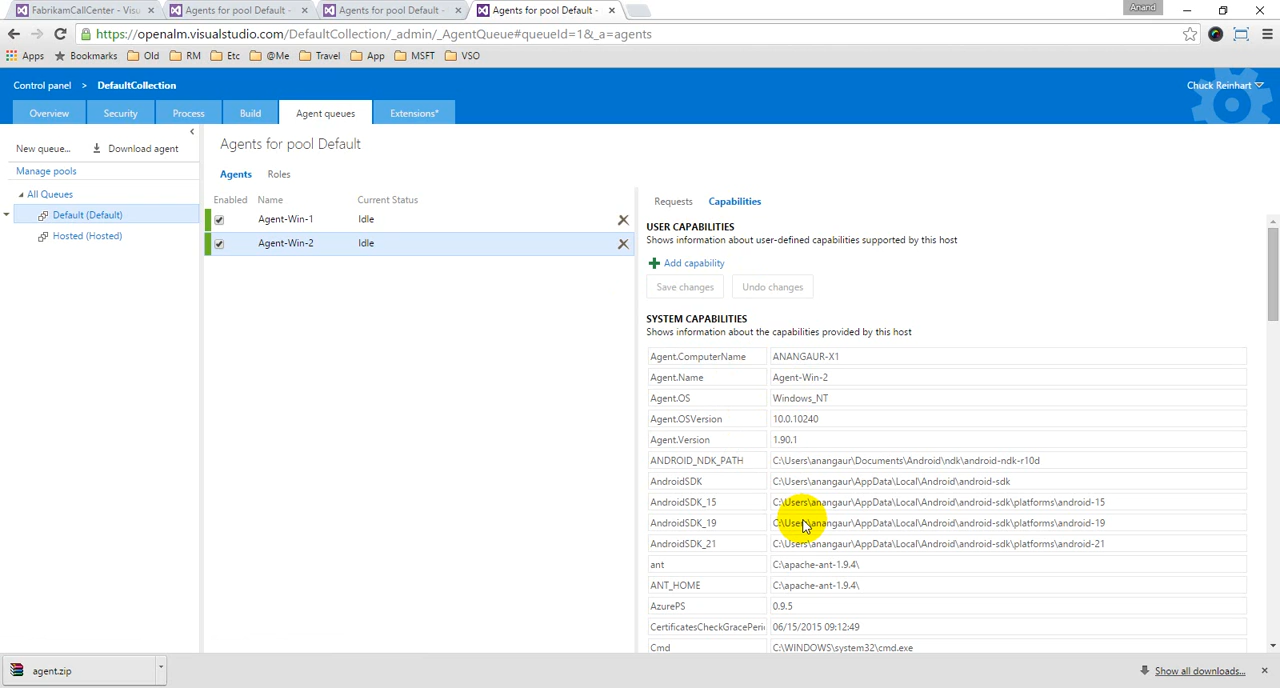 FabrikamCallCenter - Visu
Agents for pool Default -
Agents for pool Default -
Agents for pool Default -
Anand
https://openalm.visualstudio.com/DefaultCollection/_admin/_AgentQueue#queueId=1&_a=agents
Apps Bookmarks Old RM Etc @Me Travel App MSFT VSO
Control panel > DefaultCollection
Chuck Reinhart
Overview Security Process Build Agent queues Extensions*
New queue... Download agent
Manage pools
All Queues
Default (Default)
Hosted (Hosted)
Agents for pool Default
Agents Roles
Enabled Name Current Status
Agent-Win-1 Idle
Agent-Win-2 Idle
Requests Capabilities
USER CAPABILITIES
Shows information about user-defined capabilities supported by this host
Add capability
Save changes Undo changes
SYSTEM CAPABILITIES
Shows information about the capabilities provided by this host
Agent.ComputerName ANANGAUR-X1
Agent.Name Agent-Win-2
Agent.OS Windows_NT
Agent.OSVersion 10.0.10240
Agent.Version 1.90.1
ANDROID_NDK_PATH C:\Users\anangaur\Documents\Android\ndk\android-ndk-r10d
AndroidSDK C:\Users\anangaur\AppData\Local\Android\android-sdk
AndroidSDK_15 C:\Users\anangaur\AppData\Local\Android\android-sdk\platforms\android-15
AndroidSDK_19 C:\Users\anangaur\AppData\Local\Android\android-sdk\platforms\android-19
AndroidSDK_21 C:\Users\anangaur\AppData\Local\Android\android-sdk\platforms\android-21
ant C:\apache-ant-1.9.4\
ANT_HOME C:\apache-ant-1.9.4\
AzurePS 0.9.5
CertificatesCheckGracePeri 06/15/2015 09:12:49
Cmd C:\WINDOWS\system32\cmd.exe
agent.zip
Show all downloads...